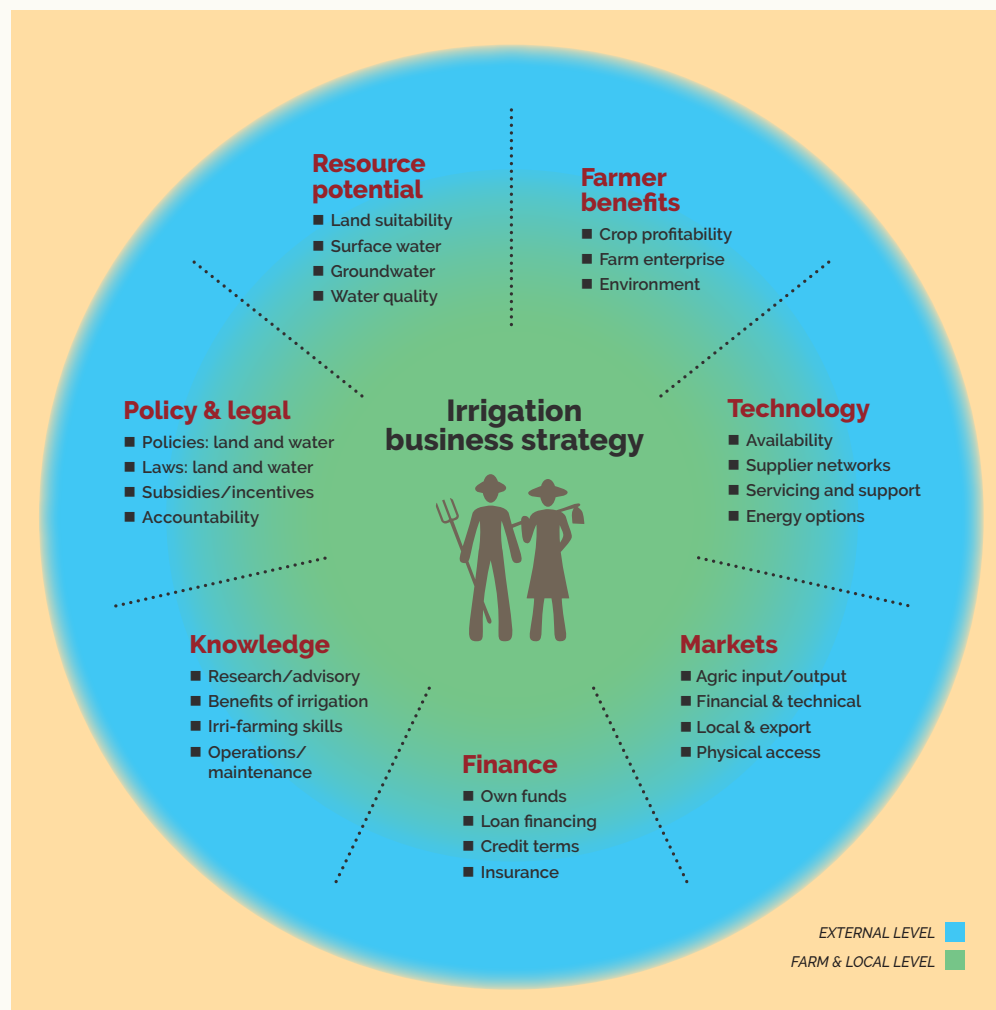 Resource
potential
■ Land suitability
■ Surface water
■ Groundwater
■ Water quality
Farmer
benefits
■ Crop profitability
■ Farm enterprise
■ Environment
Policy & legal
■ Policies: land and water
■ Laws: land and water
■ Subsidies/incentives
■ Accountability
Irrigation
business strategy
Technology
■ Availability
■ Supplier networks
■ Servicing and support
■ Energy options
Knowledge
■ Research/advisory
■ Benefits of irrigation
■ Irri-farming skills
■ Operations/
maintenance
Markets
■ Agric input/output
■ Financial & technical
■ Local & export
■ Physical access
Finance
■ Own funds
■ Loan financing
■ Credit terms
■ Insurance
EXTERNAL LEVEL
FARM & LOCAL LEVEL